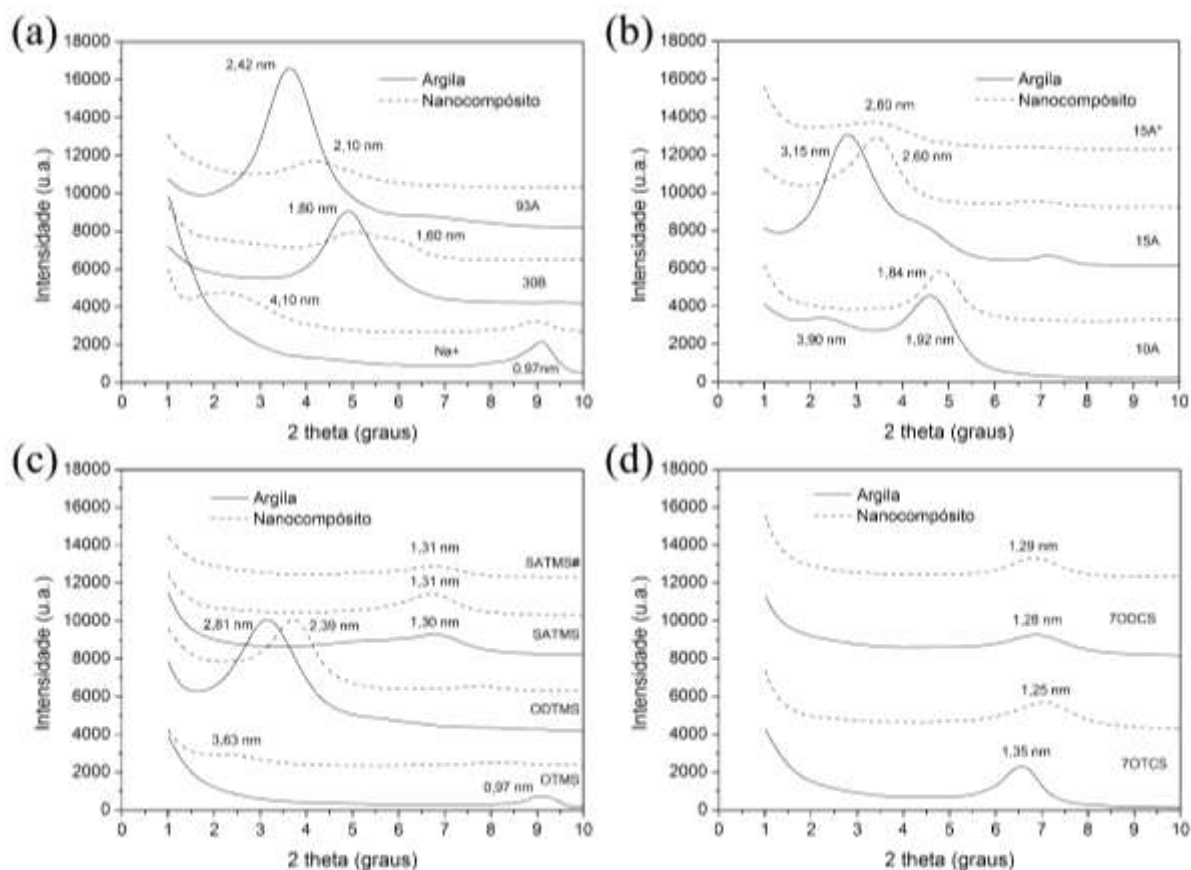 (a)
18000
16000
14000
12000
10000
8000
6000
4000
2000
0
Intensidade (u.a.)
2,42 nm
Argila
Nanocompósito
2,10 nm
93A
1,80 nm
1,60 nm
30B
4,10 nm
Na+
0,97nm
0 1 2 3 4 5 6 7 8 9 10
2 theta (graus)
(b)
18000
16000
14000
12000
10000
8000
6000
4000
2000
0
Intensidade (u.a.)
Argila
Nanocompósito
2,60
15A*
3,15 nm
2,60 nm
15A
1,84 nm
3,90 nm
1,92 nm
10A
0 1 2 3 4 5 6 7 8 9 10
2 theta (graus)
(c)
18000
16000
14000
12000
10000
8000
6000
4000
2000
0
Intensidade (u.a.)
Argila
Nanocompósito
1,31 nm
SATMS#
1,31 nm
SATMS
2,81 nm
2,39 nm
1,30 nm
ODTMS
3,63 nm
OTMS
0,97 nm
0 1 2 3 4 5 6 7 8 9 10
2 theta (graus)
(d)
18000
16000
14000
12000
10000
8000
6000
4000
2000
0
Intensidade (u.a.)
Argila
Nanocompósito
1,29 nm
1,28 nm
7ODCS
1,25 nm
1,35 nm
7OTCS
0 1 2 3 4 5 6 7 8 9 10
2 theta (graus)